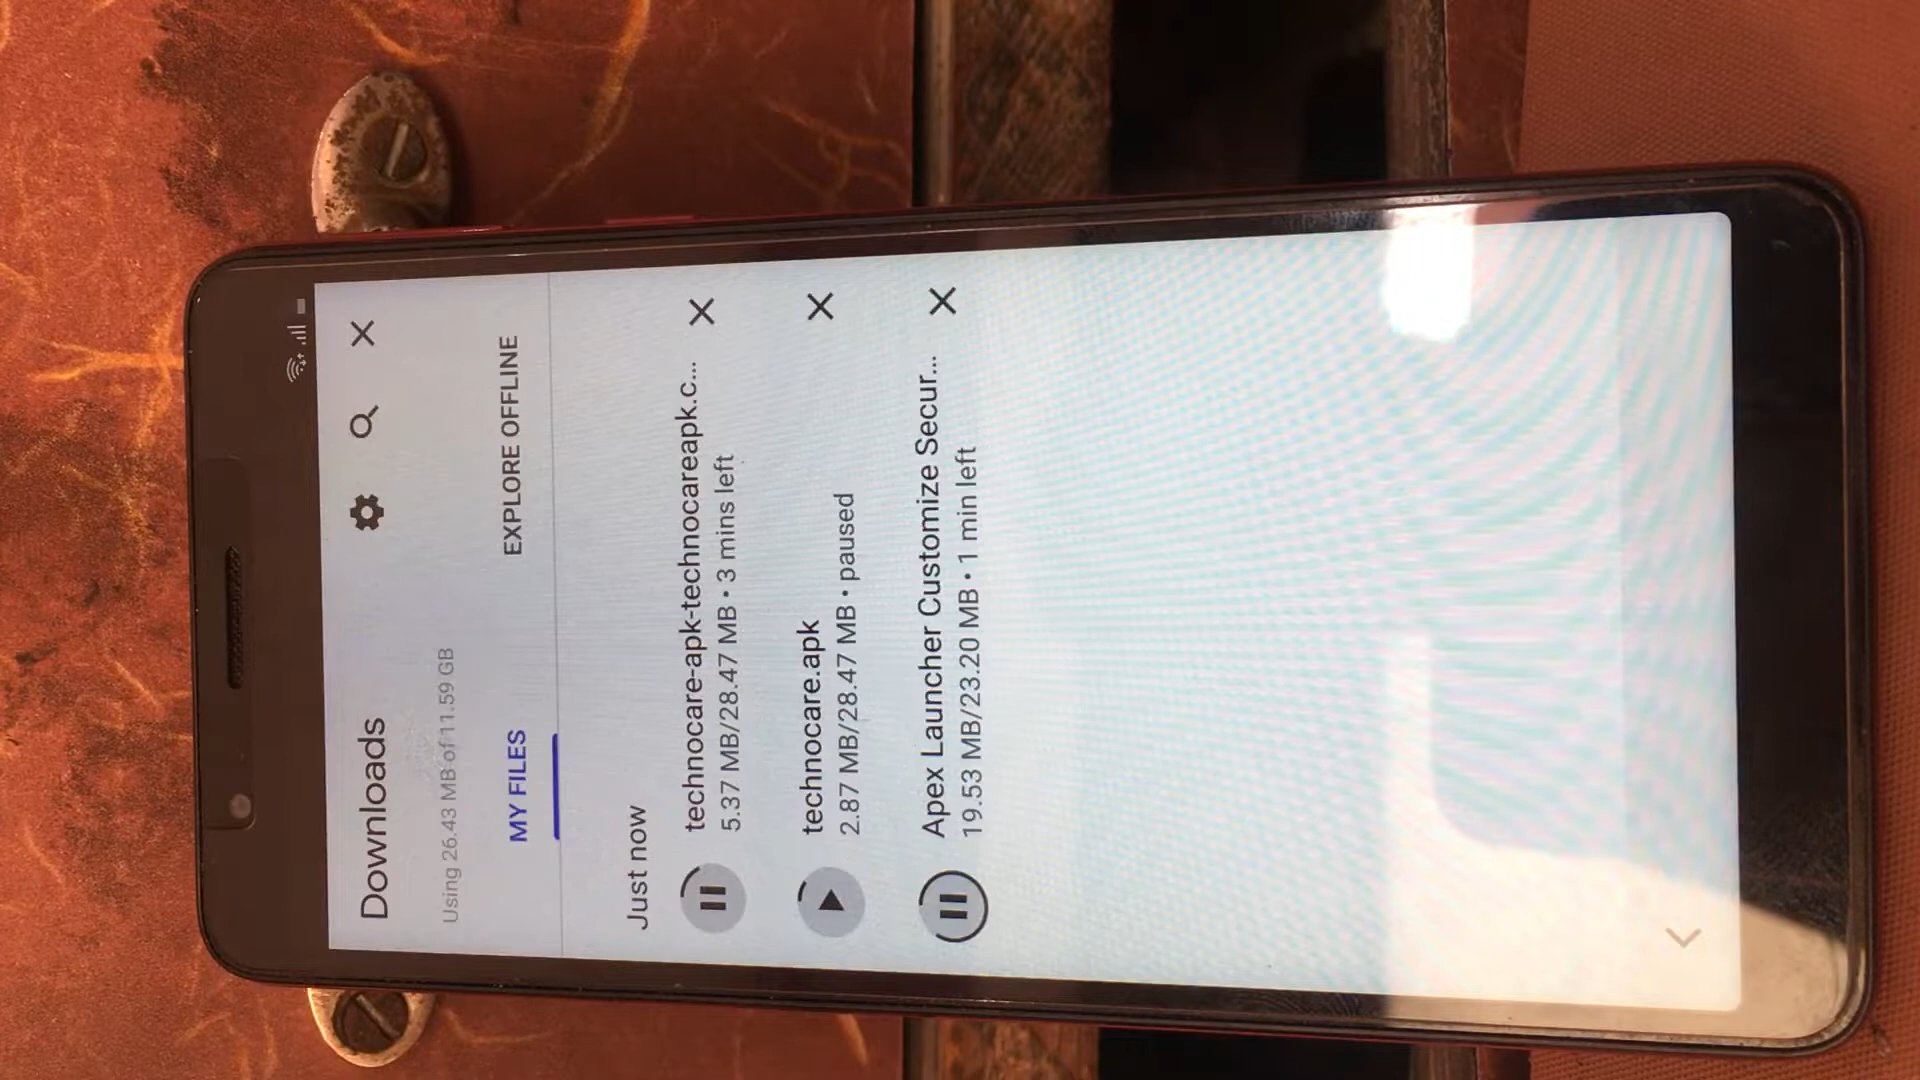 Downloads
Using 26.43 MB of 11.59 GB
MY FILES
EXPLORE OFFLINE
Just now
technocare-apk-technocareapk.c...
5.37 MB/28.47 MB • 3 mins left
technocare.apk
2.87 MB/28.47 MB • paused
Apex Launcher Customize Secur...
19.53 MB/23.20 MB • 1 min left